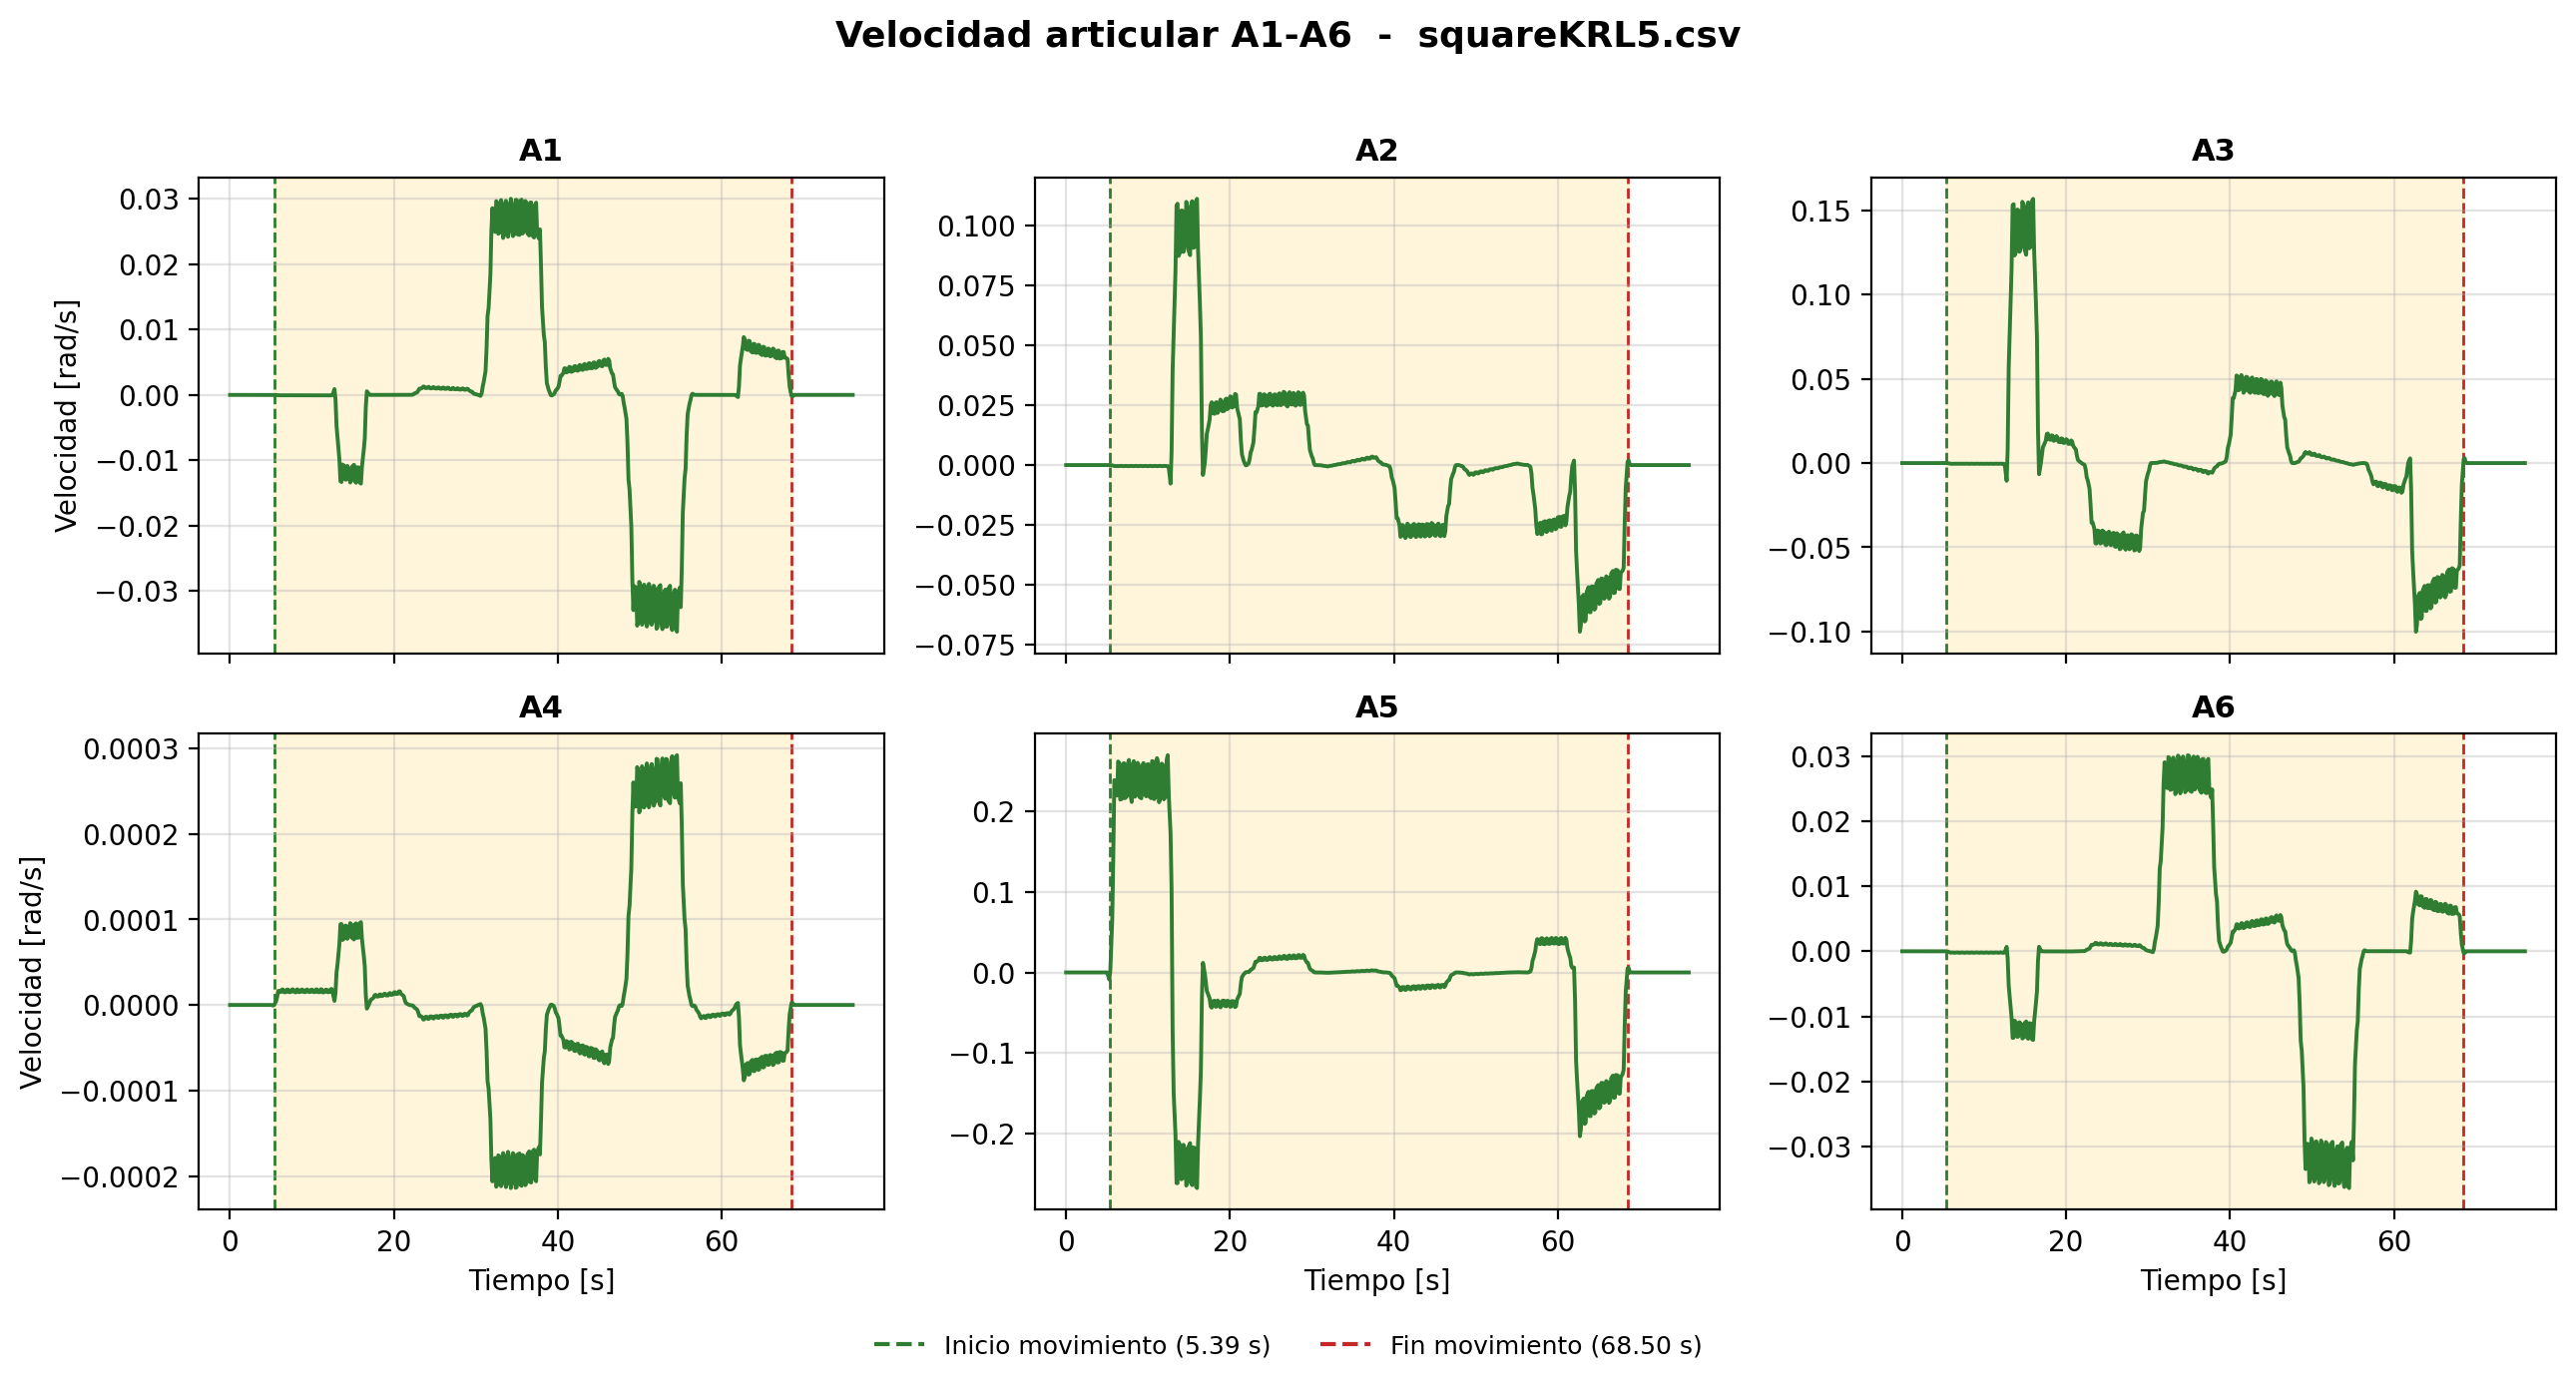 Velocidad articular A1-A6  -  squareKRL5.csv
A1
A2
A3
Velocidad [rad/s]
0.03
0.02
0.01
0.00
−0.01
−0.02
−0.03
0.100
0.075
0.050
0.025
0.000
−0.025
−0.050
−0.075
0.15
0.10
0.05
0.00
−0.05
−0.10
A4
A5
A6
Velocidad [rad/s]
0.0003
0.0002
0.0001
0.0000
−0.0001
−0.0002
0 20 40 60
Tiempo [s]
0.2
0.1
0.0
−0.1
−0.2
0 20 40 60
Tiempo [s]
0.03
0.02
0.01
0.00
−0.01
−0.02
−0.03
0 20 40 60
Tiempo [s]
Inicio movimiento (5.39 s)
Fin movimiento (68.50 s)